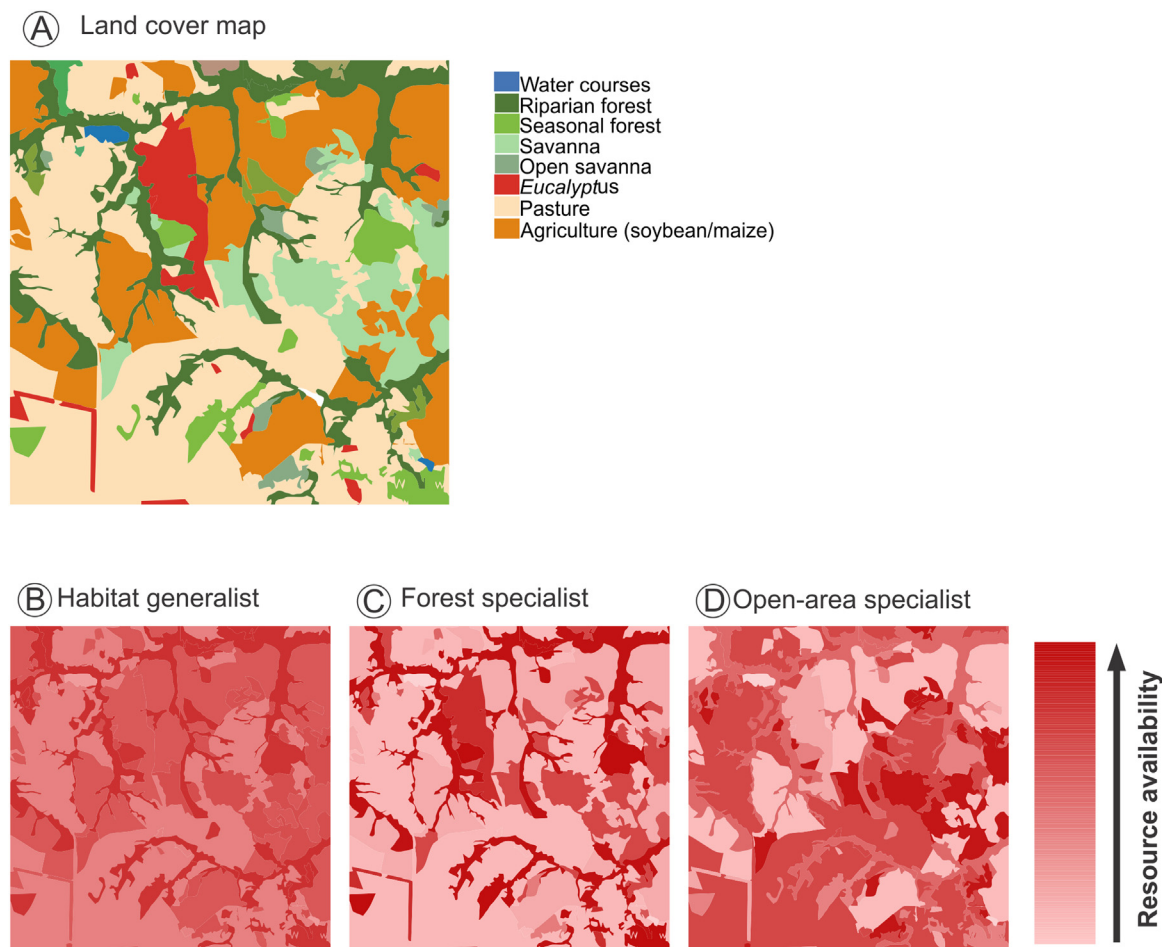 A Land cover map
Water courses
Riparian forest
Seasonal forest
Savanna
Open savanna
Eucalyptus
Pasture
Agriculture (soybean/maize)
B Habitat generalist
C Forest specialist
D Open-area specialist
Resource availability